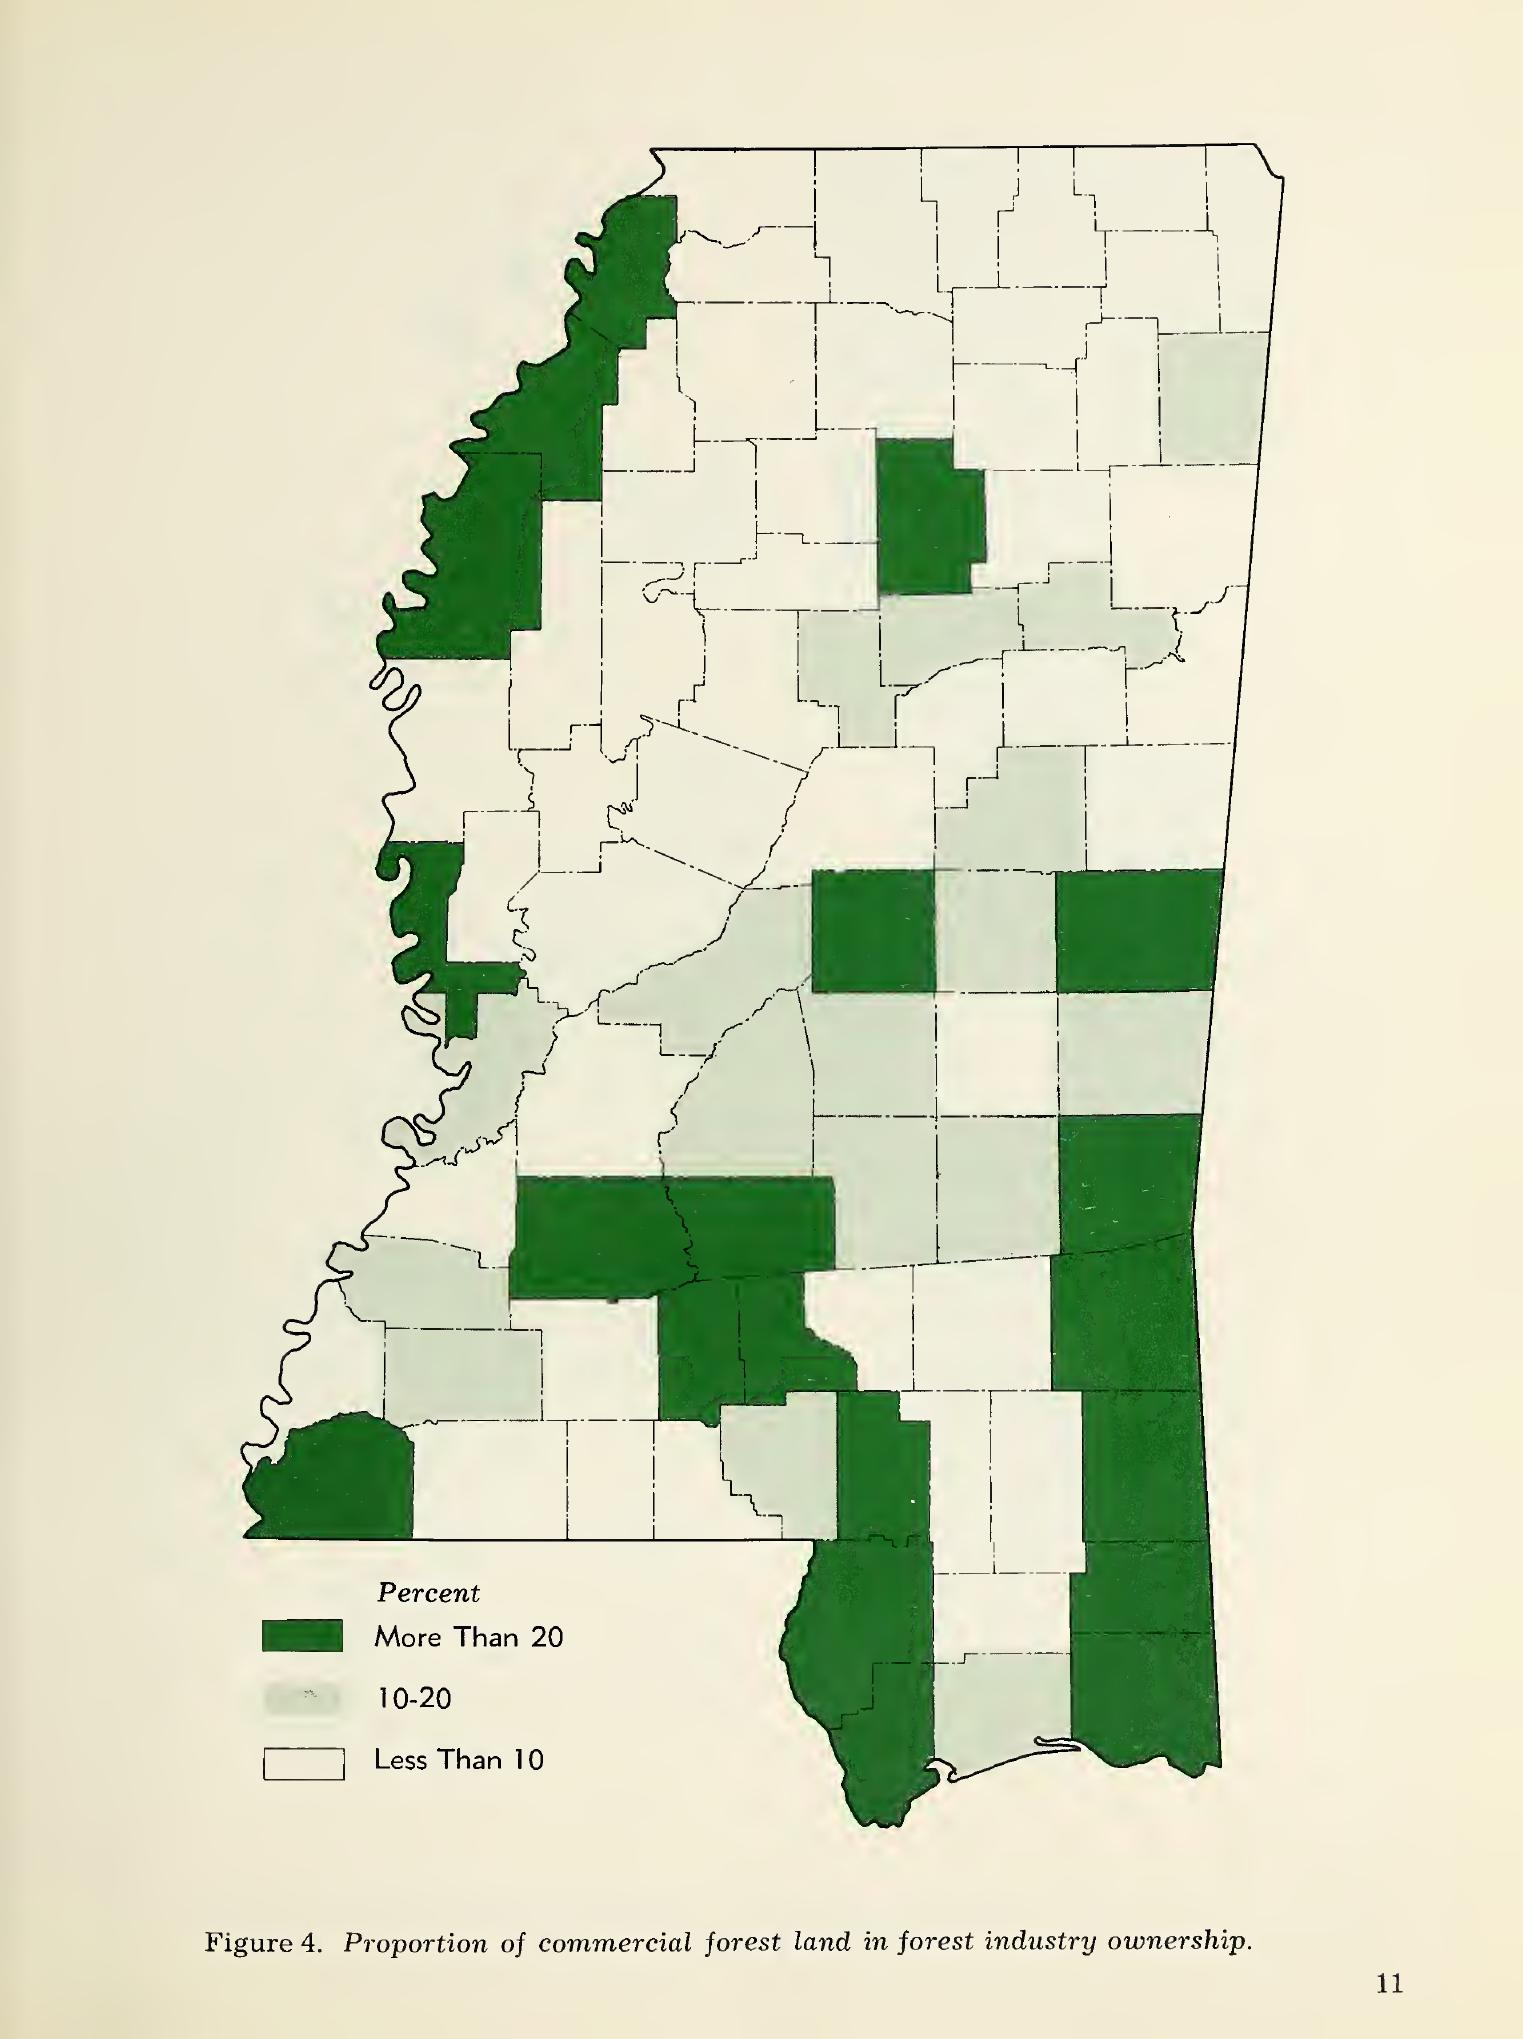 Percent
More Than 20
10-20
Less Than 10
Figure 4. Proportion of commercial forest land in forest industry ownership.
11